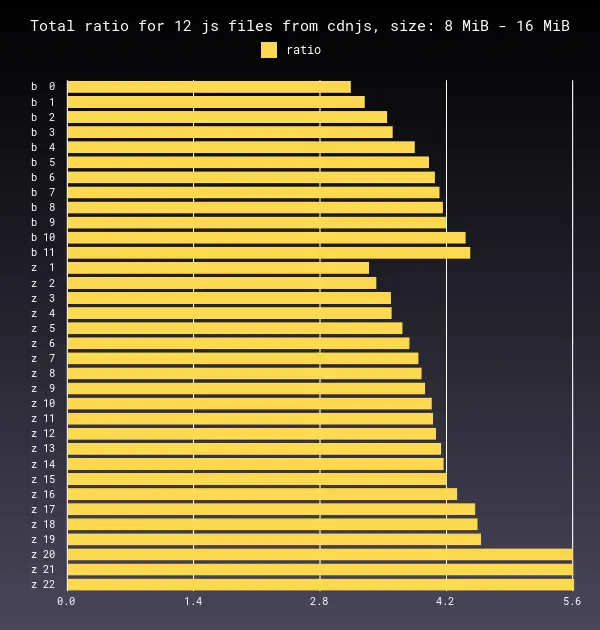 Total ratio for 12 js files from cdnjs, size: 8 MiB - 16 MiB
ratio
b 0
b 1
b 2
b 3
b 4
b 5
b 6
b 7
b 8
b 9
b 10
b 11
z 1
z 2
z 3
z 4
z 5
z 6
z 7
z 8
z 9
z 10
z 11
z 12
z 13
z 14
z 15
z 16
z 17
z 18
z 19
z 20
z 21
z 22
0.0 1.4 2.8 4.2 5.6